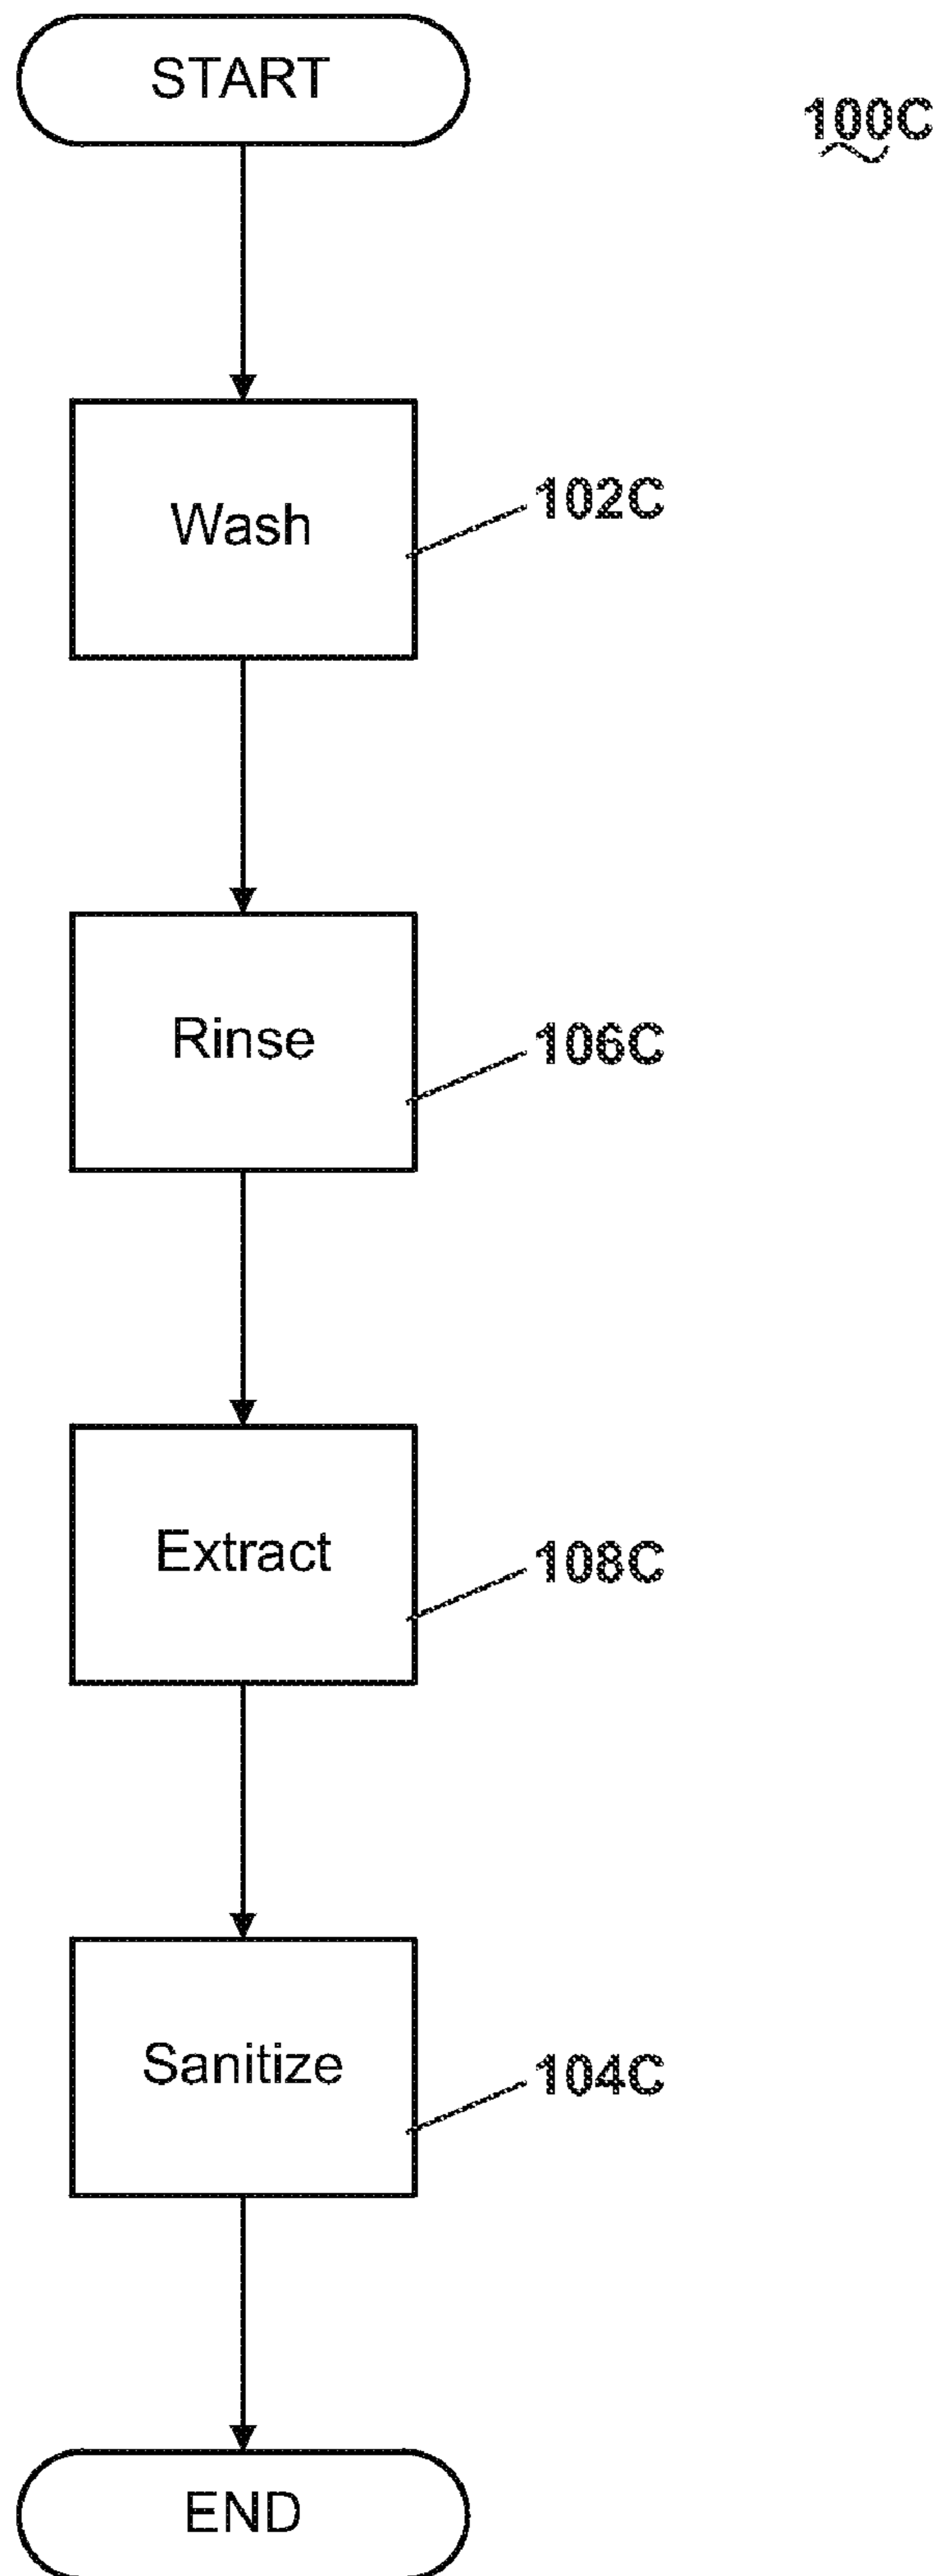 START
100C
Wash
102C
Rinse
106C
Extract
108C
Sanitize
104C
END